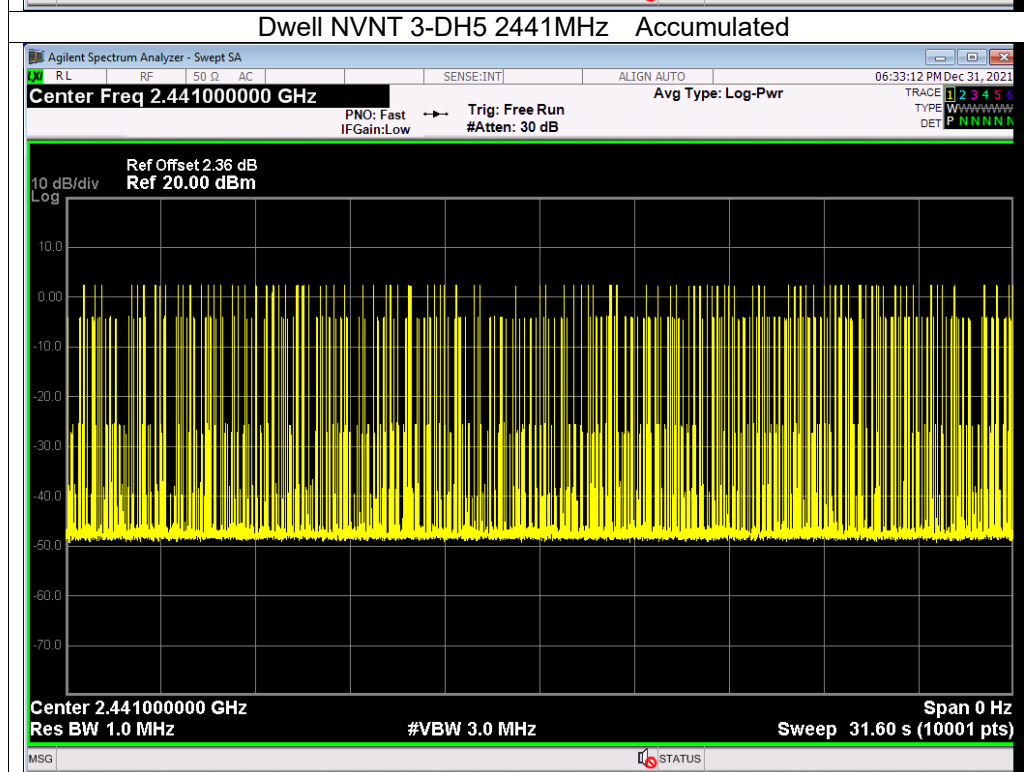 Dwell NVNT 3-DH5 2441MHz Accumulated
Agilent Spectrum Analyzer - Swept SA
LXI RL RF 50 Ω AC SENSE:INT ALIGN AUTO 06:33:12 PM Dec 31, 2021
Center Freq 2.441000000 GHz Avg Type: Log-Pwr TRACE 1 2 3 4 5 6
PNO: Fast Trig: Free Run TYPE WWWWWWW
IFGain:Low #Atten: 30 dB DET P N N N N N
Ref Offset 2.36 dB
10 dB/div Ref 20.00 dBm
Log
10.0
0.00
-10.0
-20.0
-30.0
-40.0
-50.0
-60.0
-70.0
Center 2.441000000 GHz Span 0 Hz
Res BW 1.0 MHz #VBW 3.0 MHz Sweep 31.60 s (10001 pts)
MSG STATUS